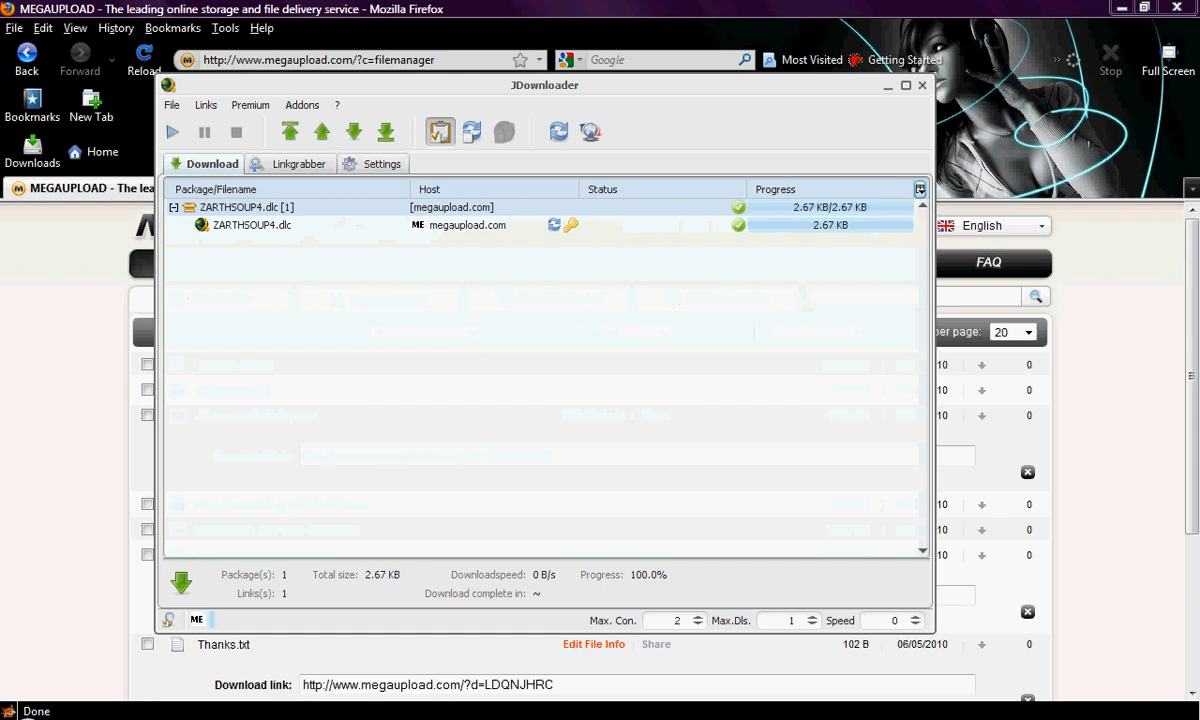 MEGAUPLOAD - The leading online storage and file delivery service - Mozilla Firefox
File Edit View History Bookmarks Tools Help
Back Forward Reload http://www.megaupload.com/?c=filemanager Google Most Visited Getting Started Stop Full Screen
Bookmarks New Tab
Downloads Home
MEGAUPLOAD - The lea
JDownloader
File Links Premium Addons ?
Download Linkgrabber Settings
Package/Filename Host Status Progress
ZARTHSOUP4.dlc [1] [megaupload.com] 2.67 KB/2.67 KB
ZARTHSOUP4.dlc ME megaupload.com 2.67 KB
English
FAQ
per page: 20
10 0
10 0
10 0
10 0
10 0
10 0
Package(s): 1 Total size: 2.67 KB Downloadspeed: 0 B/s Progress: 100.0%
Links(s): 1 Download complete in: ~
ME Max. Con. 2 Max.Dls. 1 Speed 0
Thanks.txt Edit File Info Share 102 B 06/05/2010 0
Download link: http://www.megaupload.com/?d=LDQNJHRC
Done